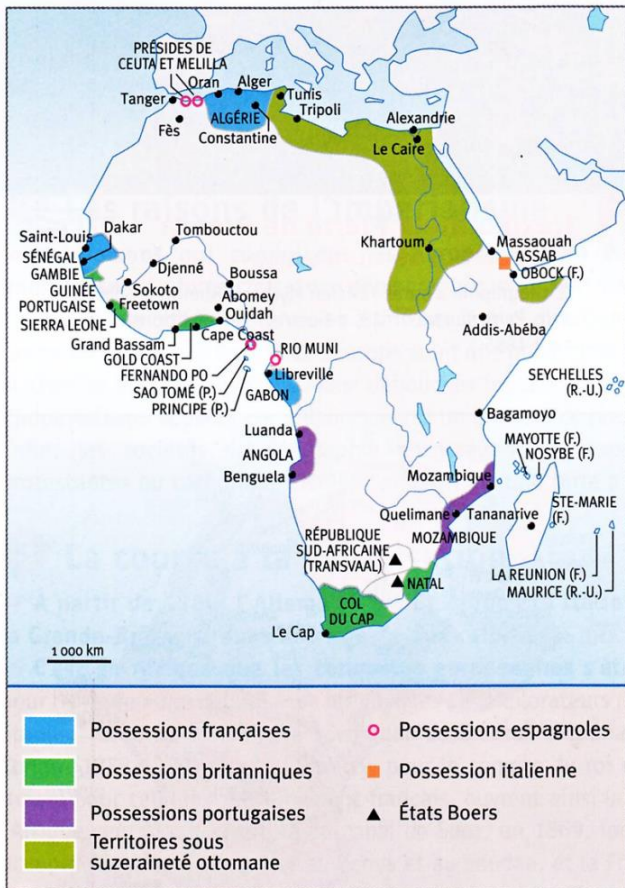 PRÉSIDES DE
CEUTA ET MELILLA
Oran
Alger
Tanger
Tunis
Tripoli
ALGÉRIE
Constantine
Fès
Alexandrie
Le Caire
Dakar
Tombouctou
Khartoum
Massaouah
ASSAB
OBOCK (F.)
Saint-Louis
SÉNÉGAL
GAMBIE
GUINÉE
PORTUGAISE
Freetown
SIERRA LEONE
Djenné
Sokoto
Boussa
Abomey
Ouidah
Addis-Abéba
Grand Bassam
Cape Coast
GOLD COAST
FERNANDO PO
SAO TOMÉ (P.)
PRINCIPE (P.)
RIO MUNI
Libreville
GABON
SEYCHELLES
(R.-U.)
Bagamoyo
Luanda
ANGOLA
Benguela
MAYOTTE (F.)
NOSYBE (F.)
Mozambique
STE-MARIE
(F.)
Quelimane
Tananarive
MOZAMBIQUE
RÉPUBLIQUE
SUD-AFRICAINE
(TRANSVAAL)
NATAL
LA REUNION (F.)
MAURICE (R.-U.)
COL
DU CAP
Le Cap
1 000 km
Possessions françaises
Possessions britanniques
Possessions portugaises
Territoires sous
suzeraineté ottomane
Possessions espagnoles
Possession italienne
États Boers